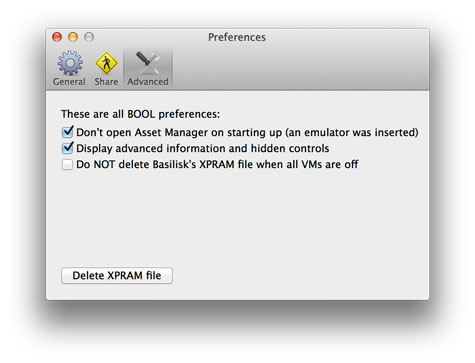 Preferences
General Share Advanced
These are all BOOL preferences:
Don't open Asset Manager on starting up (an emulator was inserted)
Display advanced information and hidden controls
Do NOT delete Basilisk's XPRAM file when all VMs are off
Delete XPRAM file